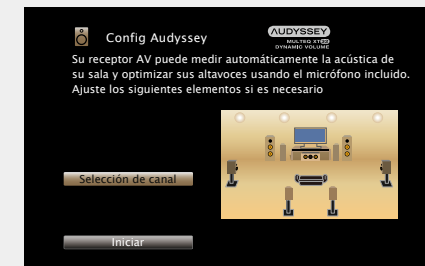 Config Audyssey
AUDYSSEY
MULTEQ XT32
DYNAMIC VOLUME
Su receptor AV puede medir automáticamente la acústica de
su sala y optimizar sus altavoces usando el micrófono incluido.
Ajuste los siguientes elementos si es necesario
Selección de canal
Iniciar